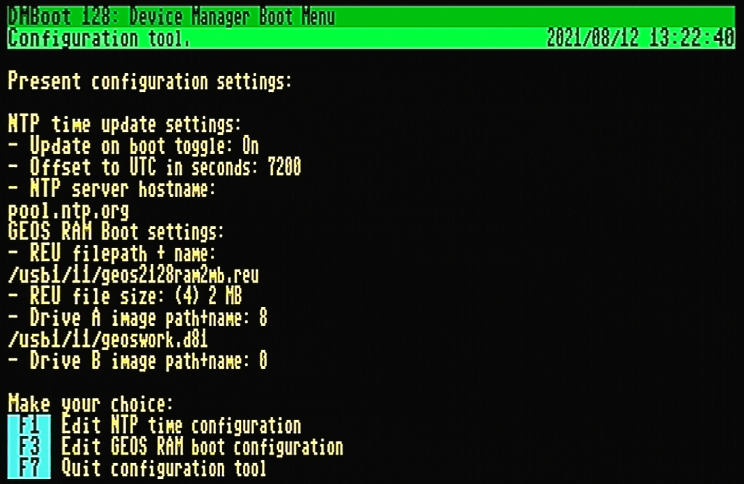 DMBoot 128: Device Manager Boot Menu
Configuration tool. 2021/08/12 13:22:40
Present configuration settings:
NTP time update settings:
- Update on boot toggle: On
- Offset to UTC in seconds: 7200
- NTP server hostname:
pool.ntp.org
GEOS RAM Boot settings:
- REU filepath + name:
/usb1/11/geos2128ram2mb.reu
- REU file size: (4) 2 MB
- Drive A image path+name: 8
/usb1/11/geoswork.d81
- Drive B image path+name: 0
Make your choice:
F1 Edit NTP time configuration
F3 Edit GEOS RAM boot configuration
F7 Quit configuration tool